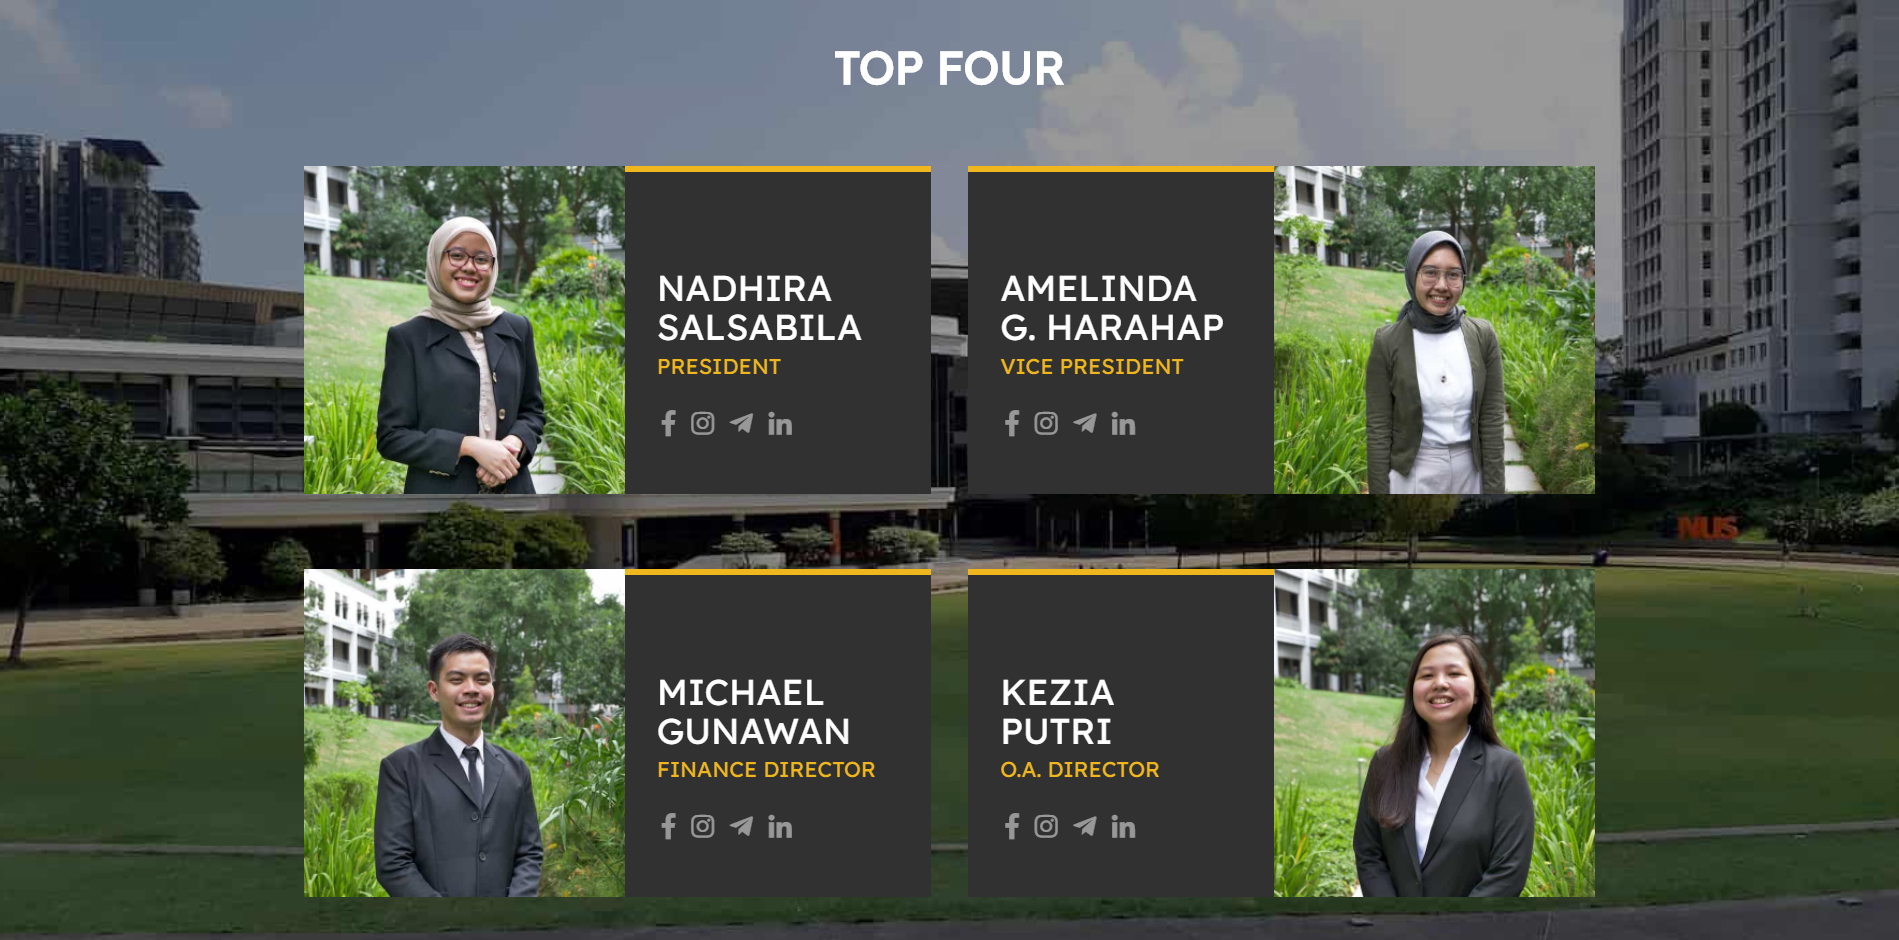 TOP FOUR
NADHIRA
SALSABILA
PRESIDENT
AMELINDA
G. HARAHAP
VICE PRESIDENT
NUS
MICHAEL
GUNAWAN
FINANCE DIRECTOR
KEZIA
PUTRI
O.A. DIRECTOR